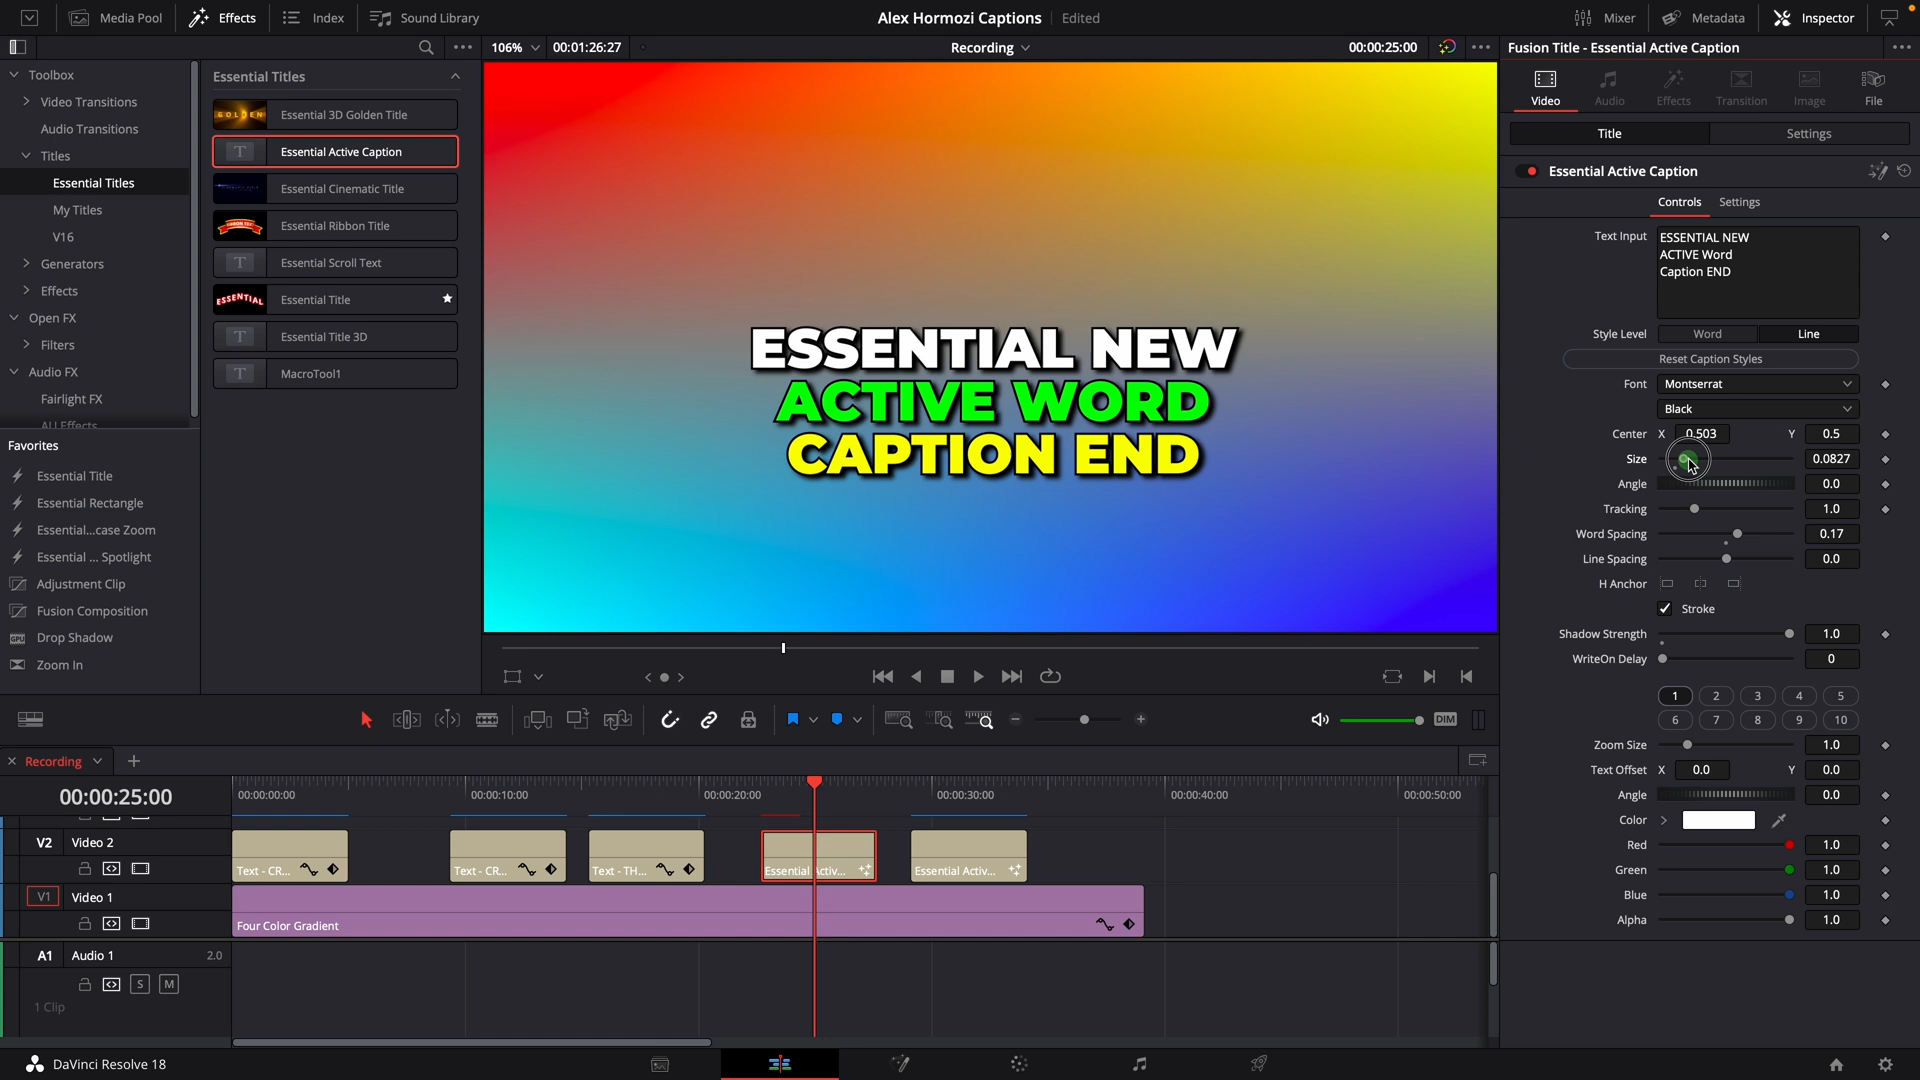 Media Pool
Effects
Index
Sound Library
Alex Hormozi Captions
Edited
Mixer
Metadata
Inspector
106%
00:01:26:27
Recording
00:00:25:00
Fusion Title - Essential Active Caption
Toolbox
Video Transitions
Audio Transitions
Titles
Essential Titles
My Titles
V16
Generators
Effects
Open FX
Filters
Audio FX
Fairlight FX
All Effects
Favorites
Essential Title
Essential Rectangle
Essential...case Zoom
Essential ... Spotlight
Adjustment Clip
Fusion Composition
Drop Shadow
Zoom In
Essential Titles
GOLDEN
Essential 3D Golden Title
T
Essential Active Caption
Essential Cinematic Title
Essential Ribbon Title
T
Essential Scroll Text
ESSENTIAL
Essential Title
T
Essential Title 3D
T
MacroTool1
ESSENTIAL NEW
ACTIVE WORD
CAPTION END
Video
Audio
Effects
Transition
Image
File
Title
Settings
Essential Active Caption
Controls
Settings
Text Input
ESSENTIAL NEW
ACTIVE Word
Caption END
Style Level
Word
Line
Reset Caption Styles
Font
Montserrat
Black
Center X 0.503 Y 0.5
Size 0.0827
Angle 0.0
Tracking 1.0
Word Spacing 0.17
Line Spacing 0.0
H Anchor
Stroke
Shadow Strength 1.0
WriteOn Delay 0
1 2 3 4 5
6 7 8 9 10
Zoom Size 1.0
Text Offset X 0.0 Y 0.0
Angle 0.0
Color
Red 1.0
Green 1.0
Blue 1.0
Alpha 1.0
DIM
Recording
00:00:25:00
00:00:00:00
00:00:10:00
00:00:20:00
00:00:30:00
00:00:40:00
00:00:50:00
V2 Video 2
Text - CR...
Text - CR...
Text - TH...
Essential Activ...
Essential Activ...
V1 Video 1
Four Color Gradient
A1 Audio 1 2.0
S M
1 Clip
DaVinci Resolve 18